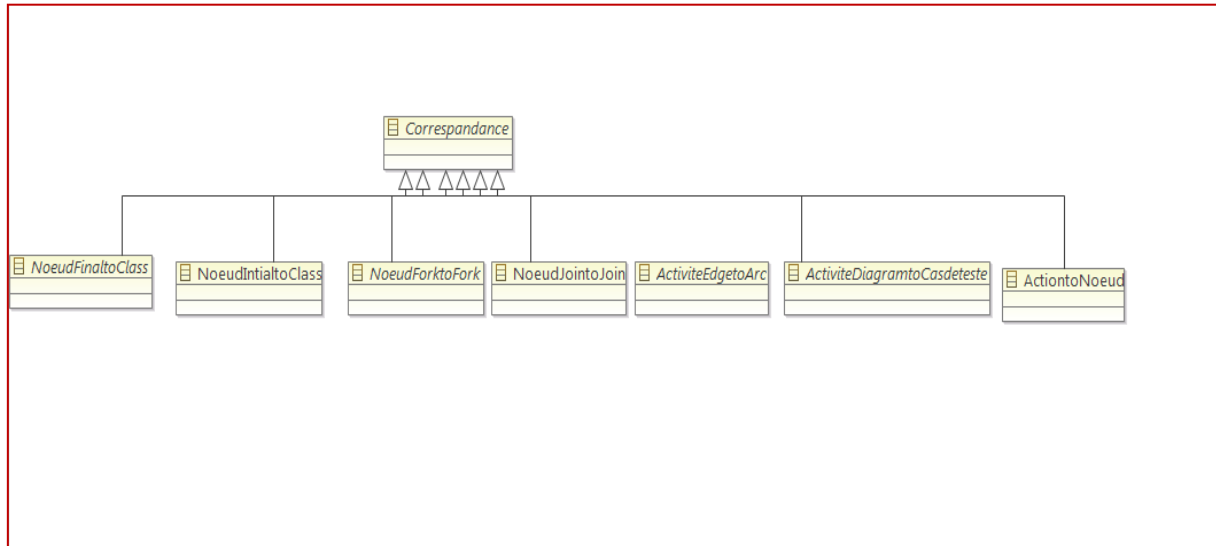 Correspandance
NoeudFinaltoClass
NoeudIntialtoClass
NoeudForktoFork
NoeudJointoJoin
ActiviteEdgetoArc
ActiviteDiagramtoCasdeteste
ActiontoNoeud